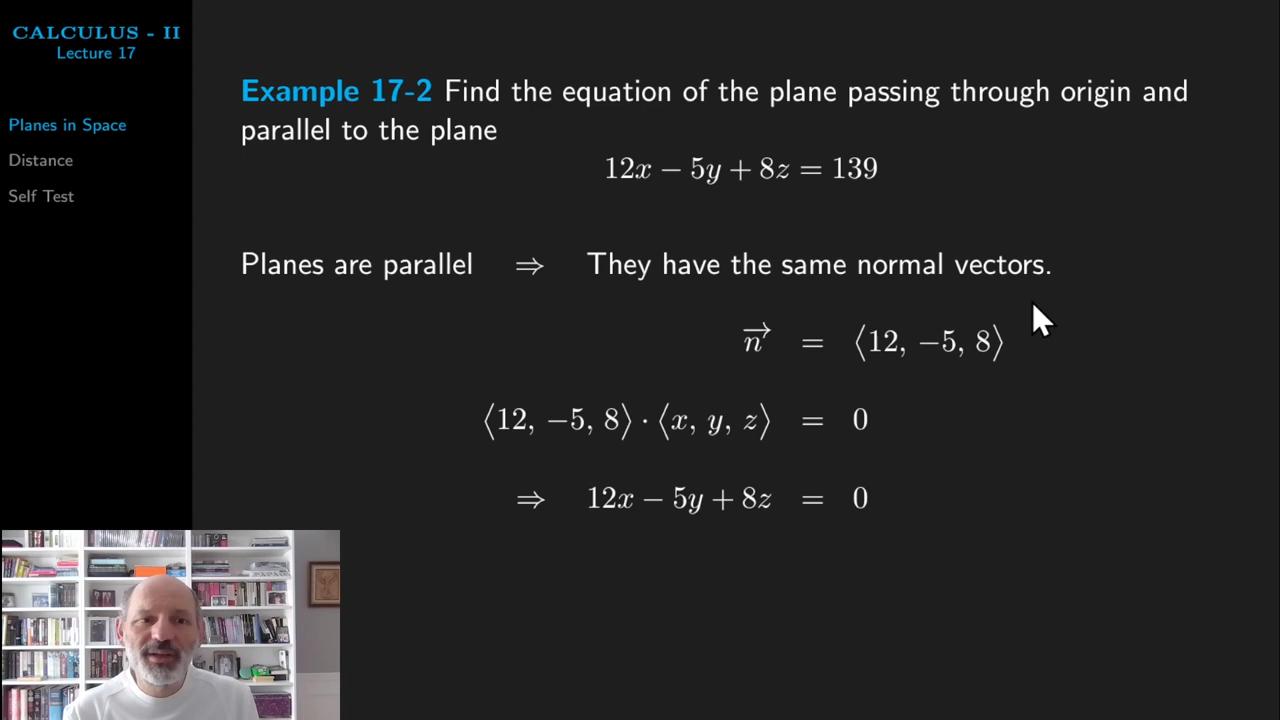 CALCULUS - II
Lecture 17
Planes in Space
Distance
Self Test
Example 17-2 Find the equation of the plane passing through origin and
parallel to the plane
12x − 5y + 8z = 139
Planes are parallel ⇒ They have the same normal vectors.
n⃗ = ⟨12, −5, 8⟩
⟨12, −5, 8⟩ · ⟨x, y, z⟩ = 0
⇒ 12x − 5y + 8z = 0